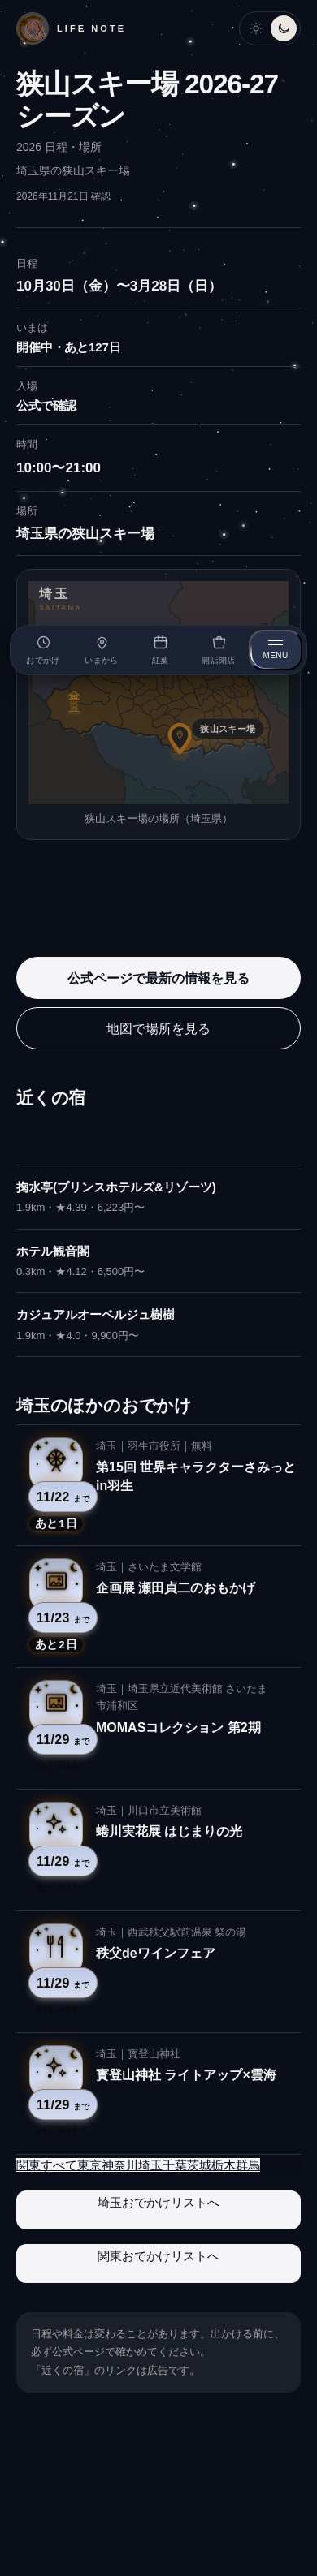 LIFE NOTE
狭山スキー場 2026-27
シーズン
2026 日程・場所
埼玉県の狭山スキー場
2026年11月21日 確認
日程
10月30日（金）〜3月28日（日）
いまは
開催中・あと127日
入場
公式で確認
時間
10:00〜21:00
場所
埼玉県の狭山スキー場
埼玉
SAITAMA
おでかけ
いまから
紅葉
開店閉店
MENU
狭山スキー場
狭山スキー場の場所（埼玉県）
公式ページで最新の情報を見る
地図で場所を見る
近くの宿
掬水亭(プリンスホテルズ&リゾーツ)
1.9km・★4.39・6,223円〜
ホテル観音閣
0.3km・★4.12・6,500円〜
カジュアルオーベルジュ樹樹
1.9km・★4.0・9,900円〜
埼玉のほかのおでかけ
埼玉｜羽生市役所｜無料
第15回 世界キャラクターさみっと
in羽生
11/22 まで
あと1日
埼玉｜さいたま文学館
企画展 瀬田貞二のおもかげ
11/23 まで
あと2日
埼玉｜埼玉県立近代美術館 さいたま
市浦和区
MOMASコレクション 第2期
11/29 まで
埼玉｜川口市立美術館
蜷川実花展 はじまりの光
11/29 まで
埼玉｜西武秩父駅前温泉 祭の湯
秩父deワインフェア
11/29 まで
埼玉｜寳登山神社
寳登山神社 ライトアップ×雲海
11/29 まで
関東すべて東京神奈川埼玉千葉茨城栃木群馬
埼玉おでかけリストへ
関東おでかけリストへ
日程や料金は変わることがあります。出かける前に、
必ず公式ページで確かめてください。
「近くの宿」のリンクは広告です。